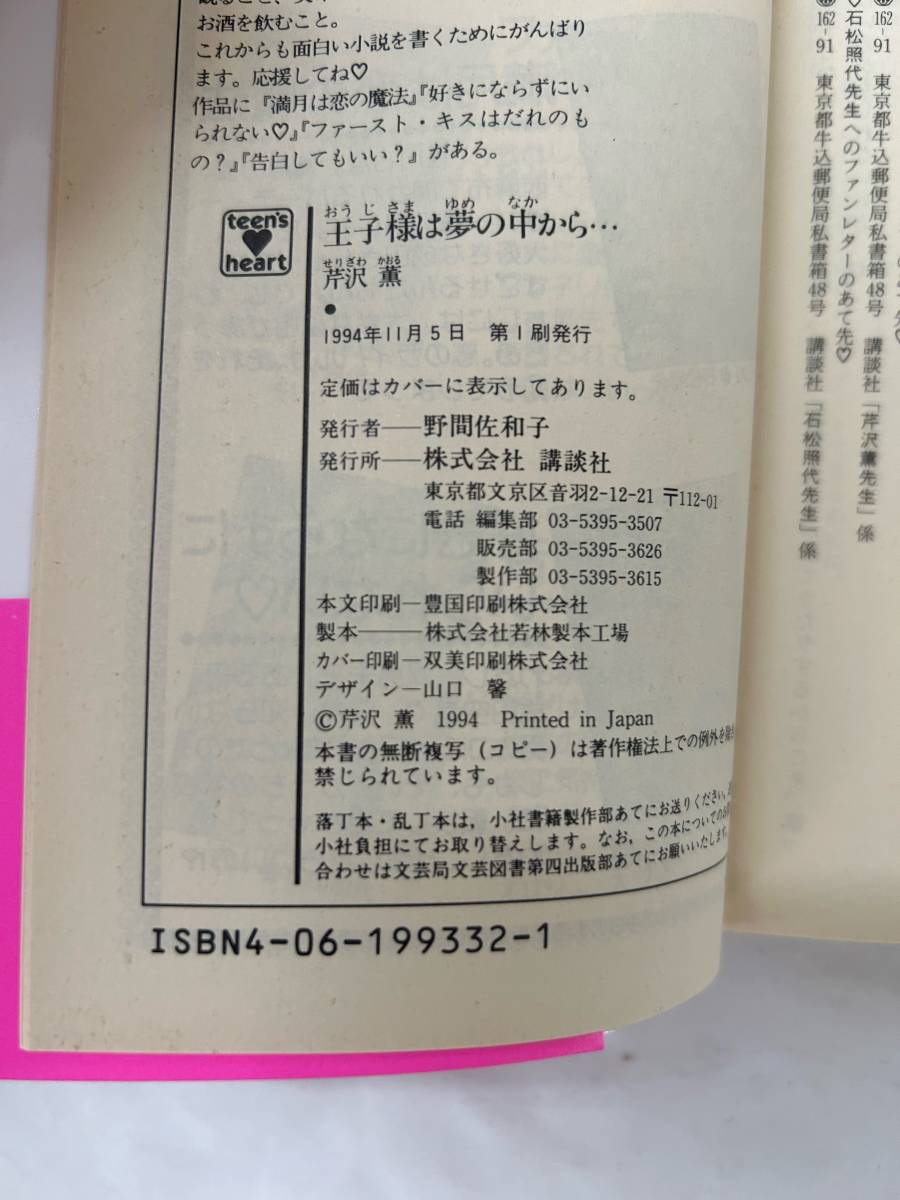 お酒を飲むこと。
これからも面白い小説を書くためにがんばり
ます。応援してね♡
作品に『満月は恋の魔法』『好きにならずにい
られない♡』『ファースト・キスはだれのも
の?』『告白してもいい?』がある。
teen's
heart
おうじさま ゆめ なか
王子様は夢の中から…
せりざわ かおる
芹沢 薫
●
1994年11月5日 第1刷発行
定価はカバーに表示してあります。
発行者──野間佐和子
発行所──株式会社 講談社
東京都文京区音羽2-12-21 〒112-01
電話 編集部 03-5395-3507
販売部 03-5395-3626
製作部 03-5395-3615
本文印刷─豊国印刷株式会社
製本───株式会社若林製本工場
カバー印刷─双美印刷株式会社
デザイン─山口 馨
©芹沢 薫 1994 Printed in Japan
本書の無断複写(コピー)は著作権法上での例外を除き
禁じられています。
落丁本・乱丁本は、小社書籍製作部あてにお送りください。
小社負担にてお取り替えします。なお、この本についてのお
合わせは文芸局文芸図書第四出版部あてにお願いいたします。
ISBN4-06-199332-1
〒162-91 東京都牛込郵便局私書箱48号 講談社「芹沢薫先生」係
♡石松照代先生へのファンレターのあて先♡
〒162-91 東京都牛込郵便局私書箱48号 講談社「石松照代先生」係